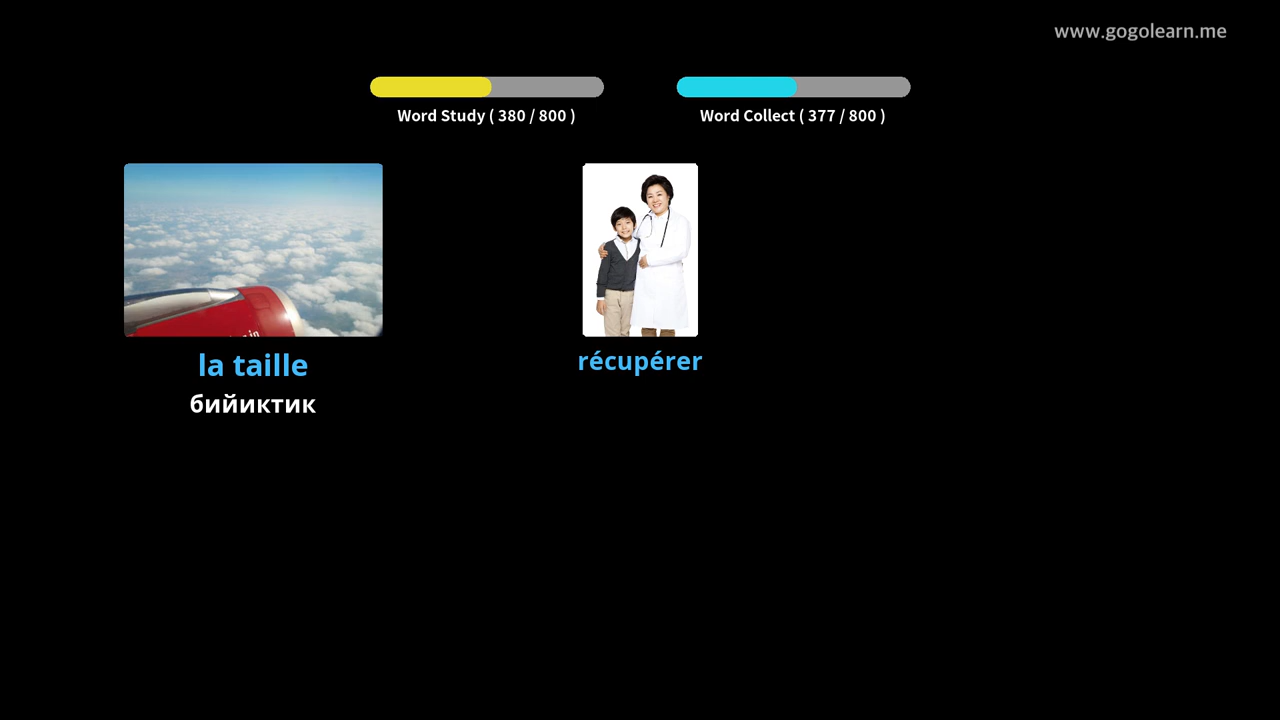 www.gogolearn.me
Word Study ( 380 / 800 )
Word Collect ( 377 / 800 )
la taille
бийиктик
récupérer